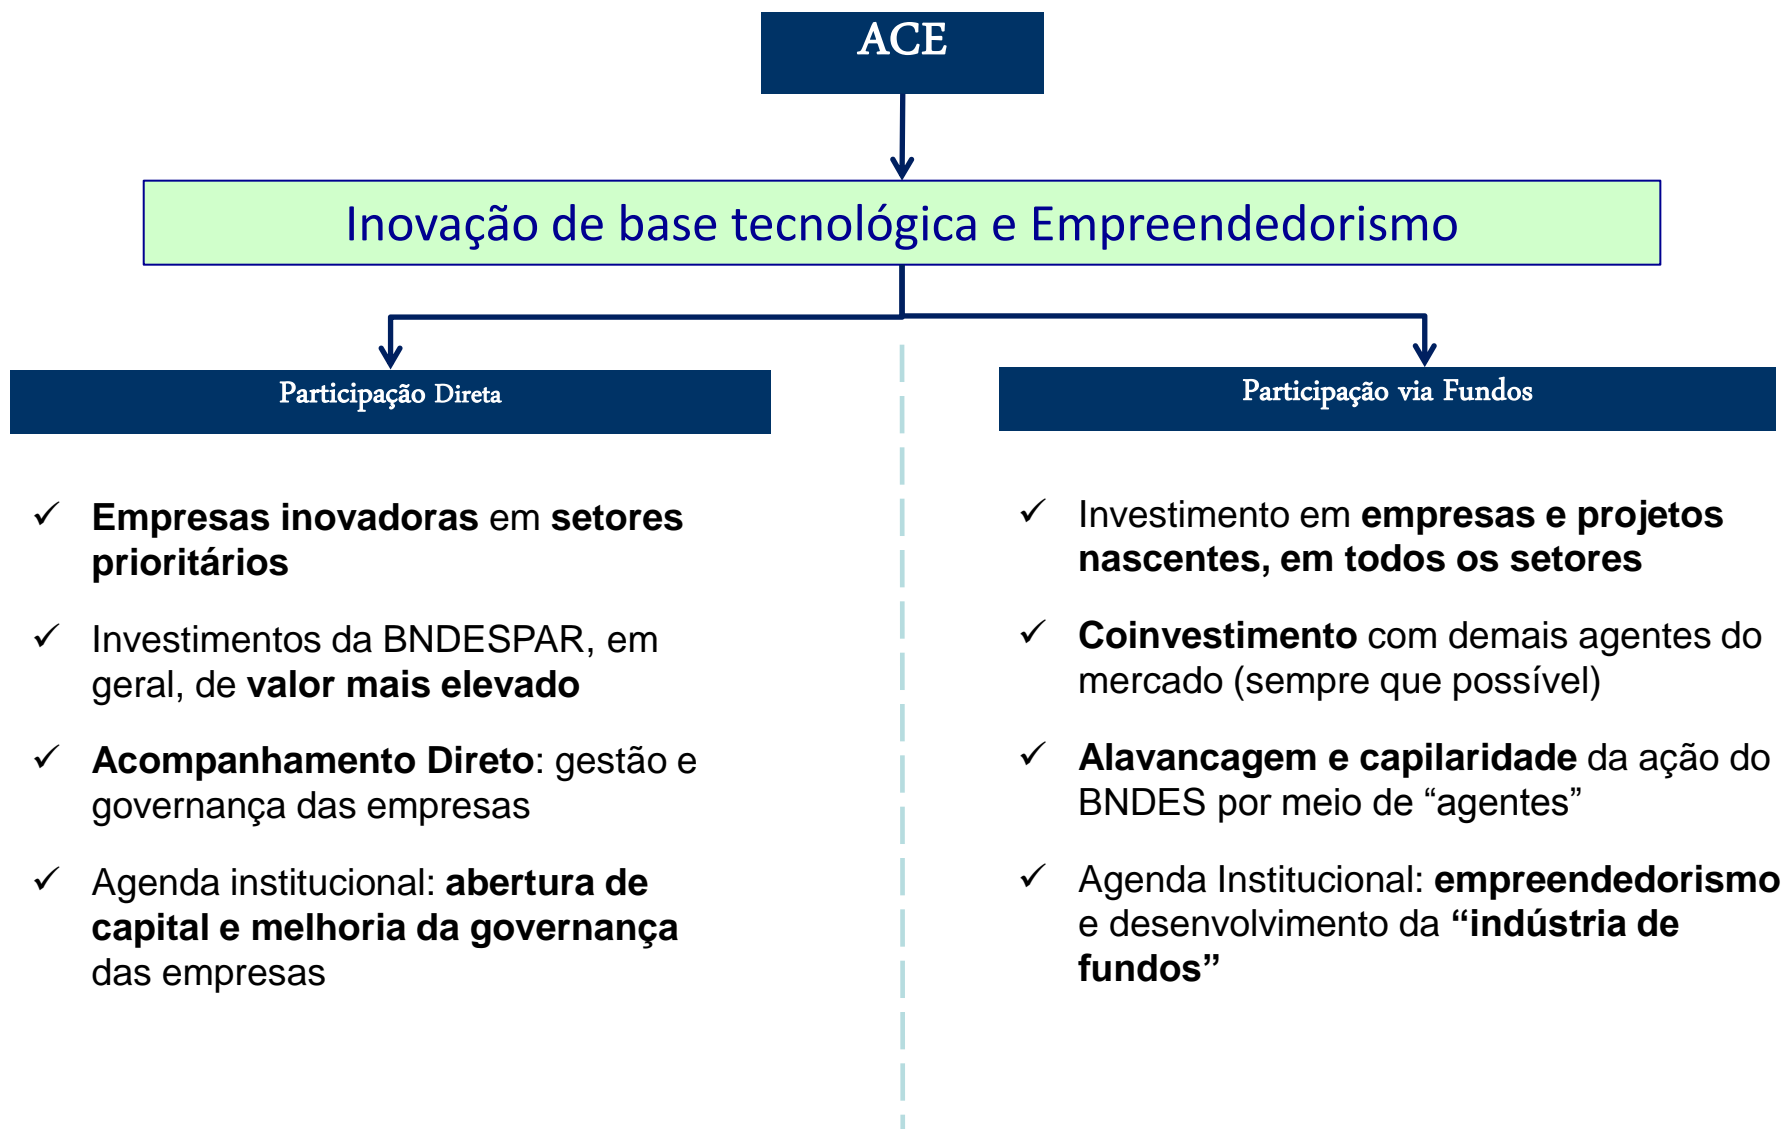 ACE
Inovação de base tecnológica e Empreendedorismo
Participação Direta
✓ Empresas inovadoras em setores
prioritários
✓ Investimentos da BNDESPAR, em
geral, de valor mais elevado
✓ Acompanhamento Direto: gestão e
governança das empresas
✓ Agenda institucional: abertura de
capital e melhoria da governança
das empresas
Participação via Fundos
✓ Investimento em empresas e projetos
nascentes, em todos os setores
✓ Coinvestimento com demais agentes do
mercado (sempre que possível)
✓ Alavancagem e capilaridade da ação do
BNDES por meio de “agentes”
✓ Agenda Institucional: empreendedorismo
e desenvolvimento da “indústria de
fundos”